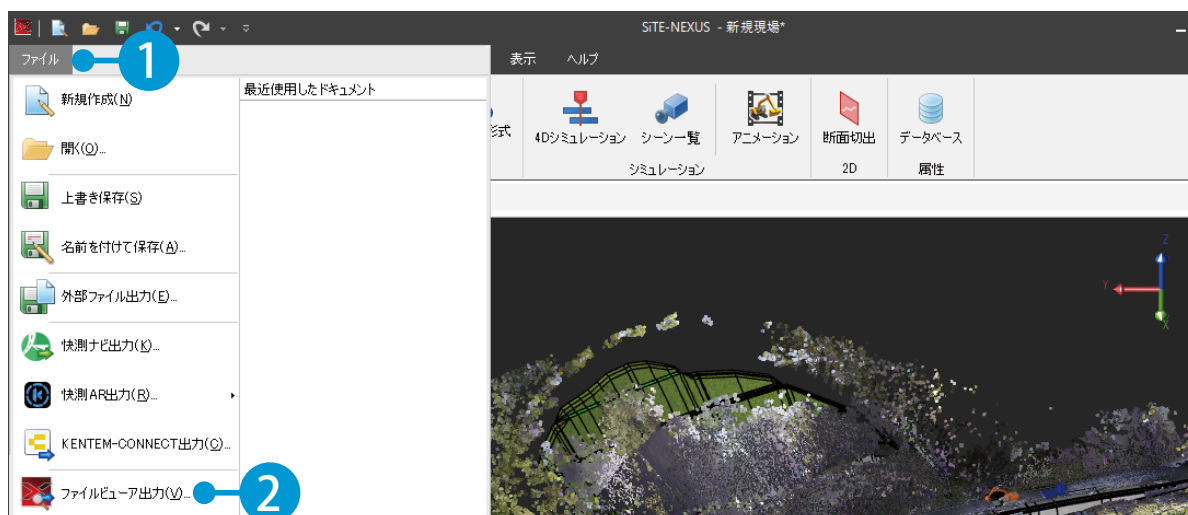 SiTE-NEXUS - 新規現場*
ファイル
1
表示
ヘルプ
新規作成(N)
最近使用したドキュメント
開く(O)...
上書き保存(S)
名前を付けて保存(A)...
外部ファイル出力(E)...
快測ナビ出力(K)...
快測AR出力(R)...
KENTEM-CONNECT出力(C)...
ファイルビューア出力(V)...
2
形式
4Dシミュレーション
シーン一覧
アニメーション
断面切出
データベース
シミュレーション
2D
属性
Z
Y
X